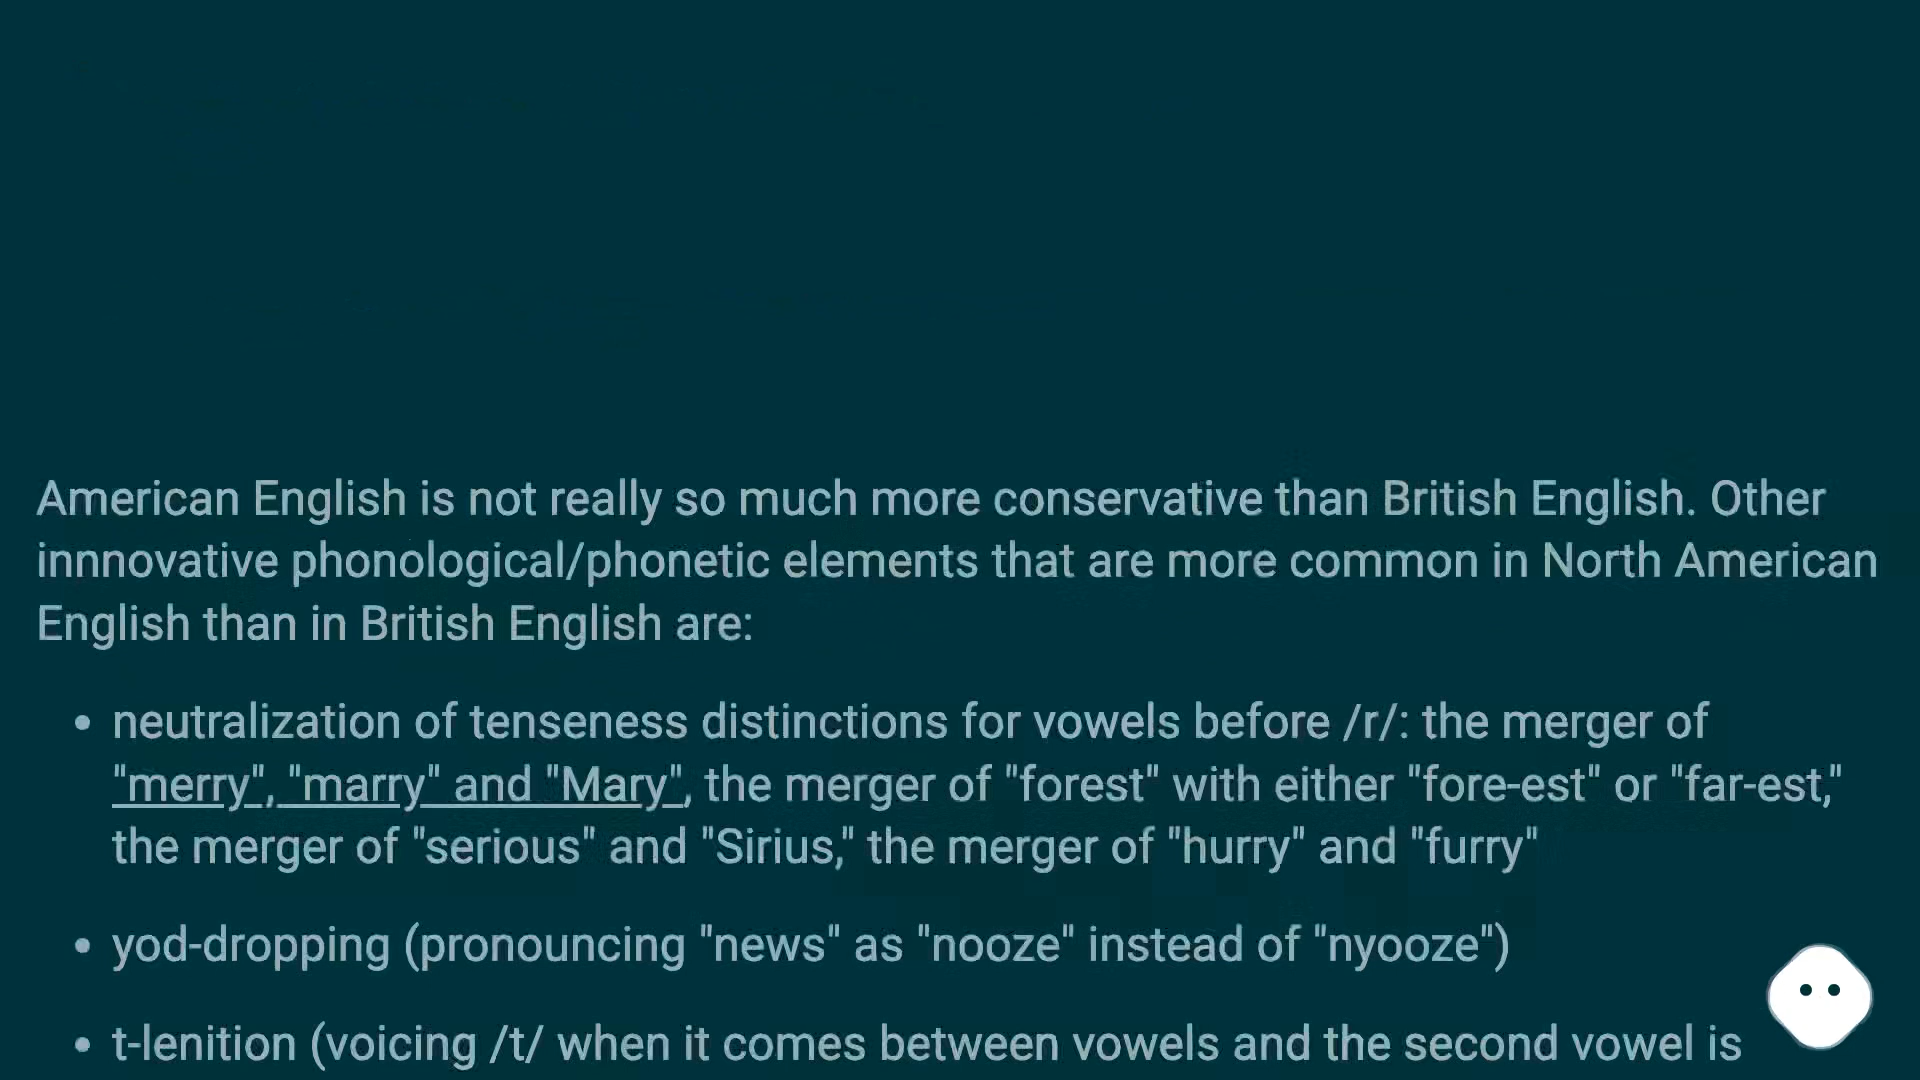 American English is not really so much more conservative than British English. Other
innnovative phonological/phonetic elements that are more common in North American
English than in British English are:
• neutralization of tenseness distinctions for vowels before /r/: the merger of
"merry", "marry" and "Mary", the merger of "forest" with either "fore-est" or "far-est,"
the merger of "serious" and "Sirius," the merger of "hurry" and "furry"
• yod-dropping (pronouncing "news" as "nooze" instead of "nyooze")
• t-lenition (voicing /t/ when it comes between vowels and the second vowel is